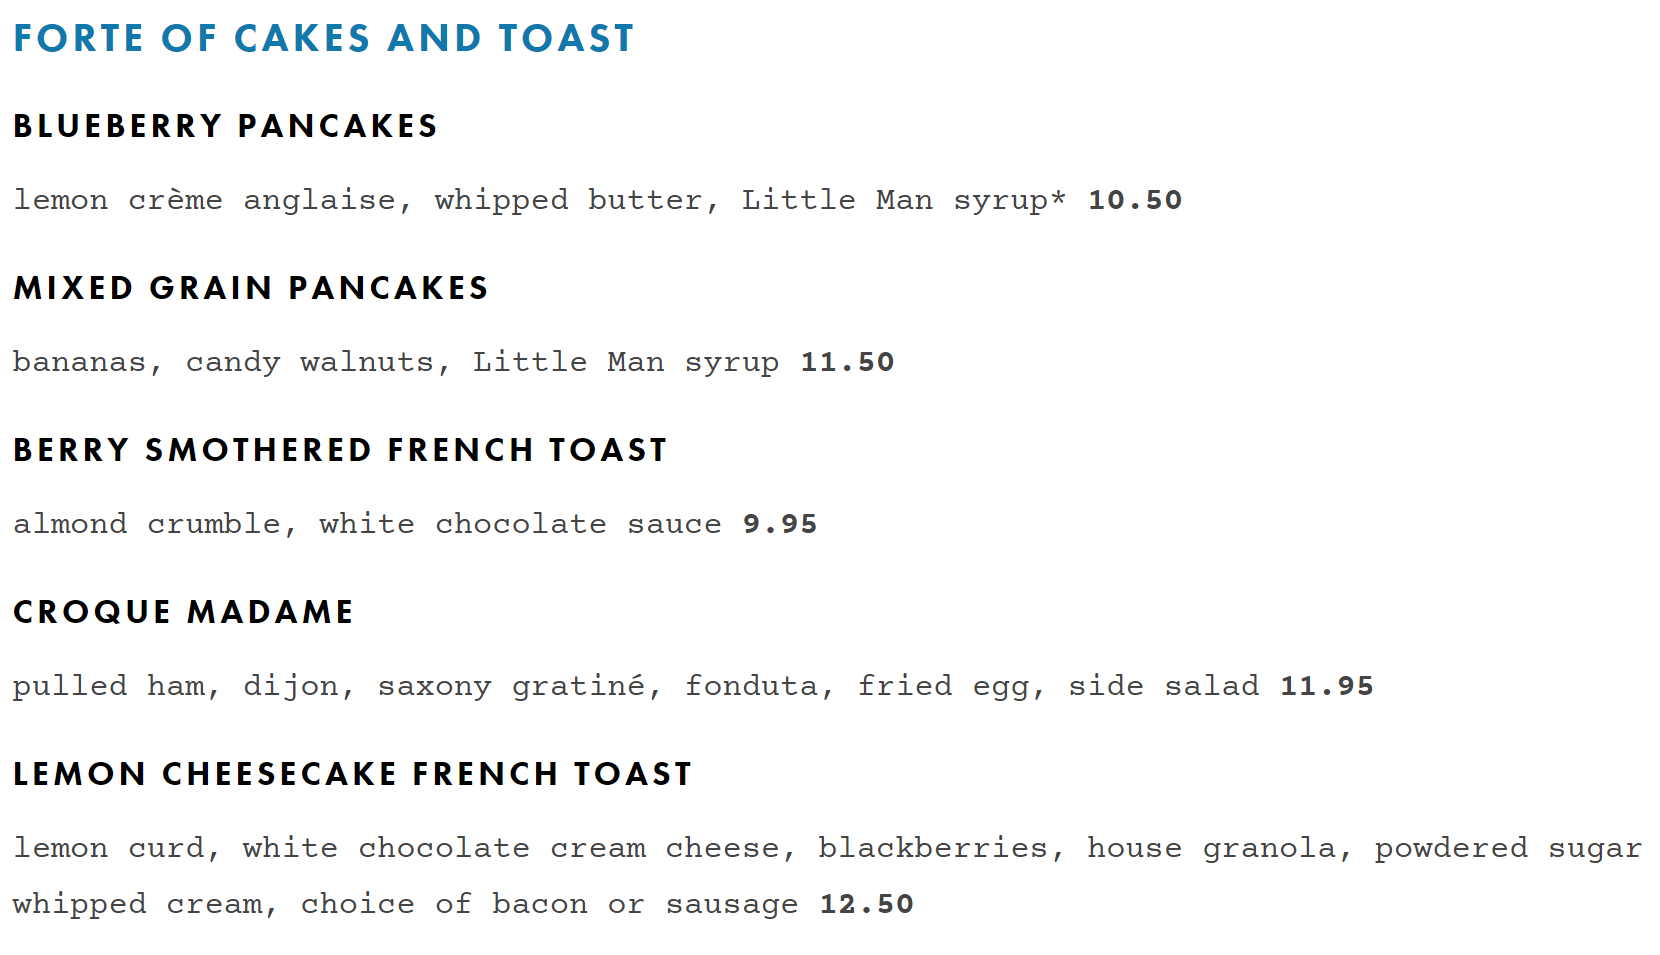 FORTE OF CAKES AND TOAST
BLUEBERRY PANCAKES
lemon crème anglaise, whipped butter, Little Man syrup* 10.50
MIXED GRAIN PANCAKES
bananas, candy walnuts, Little Man syrup 11.50
BERRY SMOTHERED FRENCH TOAST
almond crumble, white chocolate sauce 9.95
CROQUE MADAME
pulled ham, dijon, saxony gratiné, fonduta, fried egg, side salad 11.95
LEMON CHEESECAKE FRENCH TOAST
lemon curd, white chocolate cream cheese, blackberries, house granola, powdered sugar
whipped cream, choice of bacon or sausage 12.50